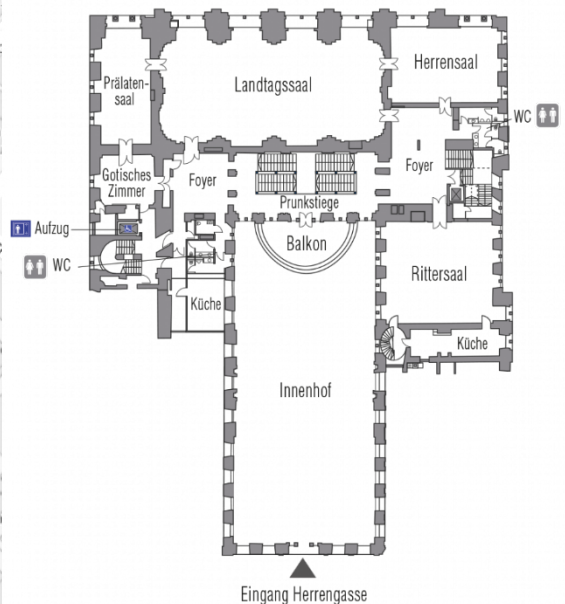 Herrensaal
Landtagssaal
Prälaten-
saal
WC
Foyer
Gotisches
Zimmer
Foyer
Prunkstiege
Aufzug
Balkon
WC
Rittersaal
Küche
Küche
Innenhof
Eingang Herrengasse